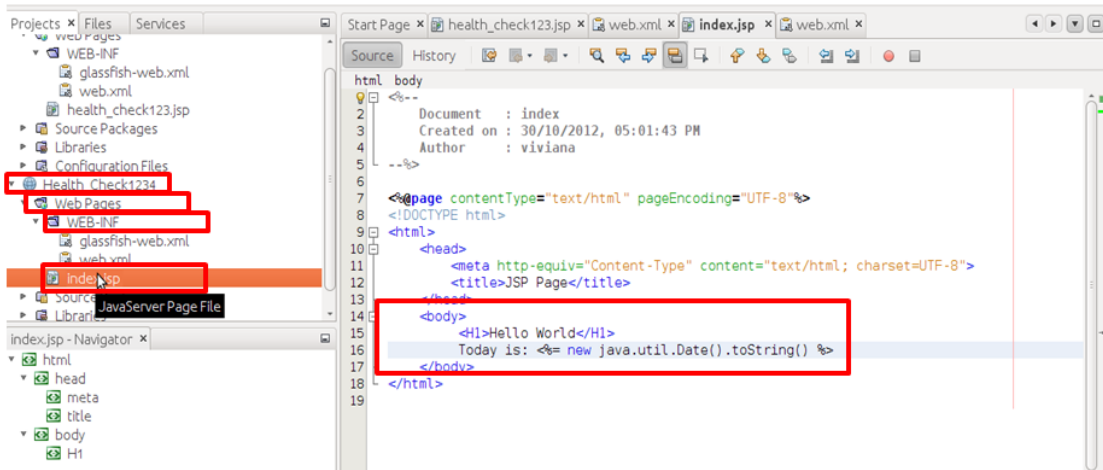 Projects × Files Services
Web Pages
WEB-INF
glassfish-web.xml
web.xml
health_check123.jsp
Source Packages
Libraries
Configuration Files
Health_Check1234
Web Pages
WEB-INF
glassfish-web.xml
web.xml
index.jsp
Source
JavaServer Page File
Librari
index.jsp - Navigator ×
html
head
meta
title
body
H1
Start Page × health_check123.jsp × web.xml × index.jsp × web.xml ×
Source History
html body
<%--
2 Document : index
3 Created on : 30/10/2012, 05:01:43 PM
4 Author : viviana
5 --%>
6
7 <%@page contentType="text/html" pageEncoding="UTF-8"%>
8 <!DOCTYPE html>
9 <html>
10 <head>
11 <meta http-equiv="Content-Type" content="text/html; charset=UTF-8">
12 <title>JSP Page</title>
13 </head>
14 <body>
15 <H1>Hello World</H1>
16 Today is: <%= new java.util.Date().toString() %>
17 </body>
18 </html>
19